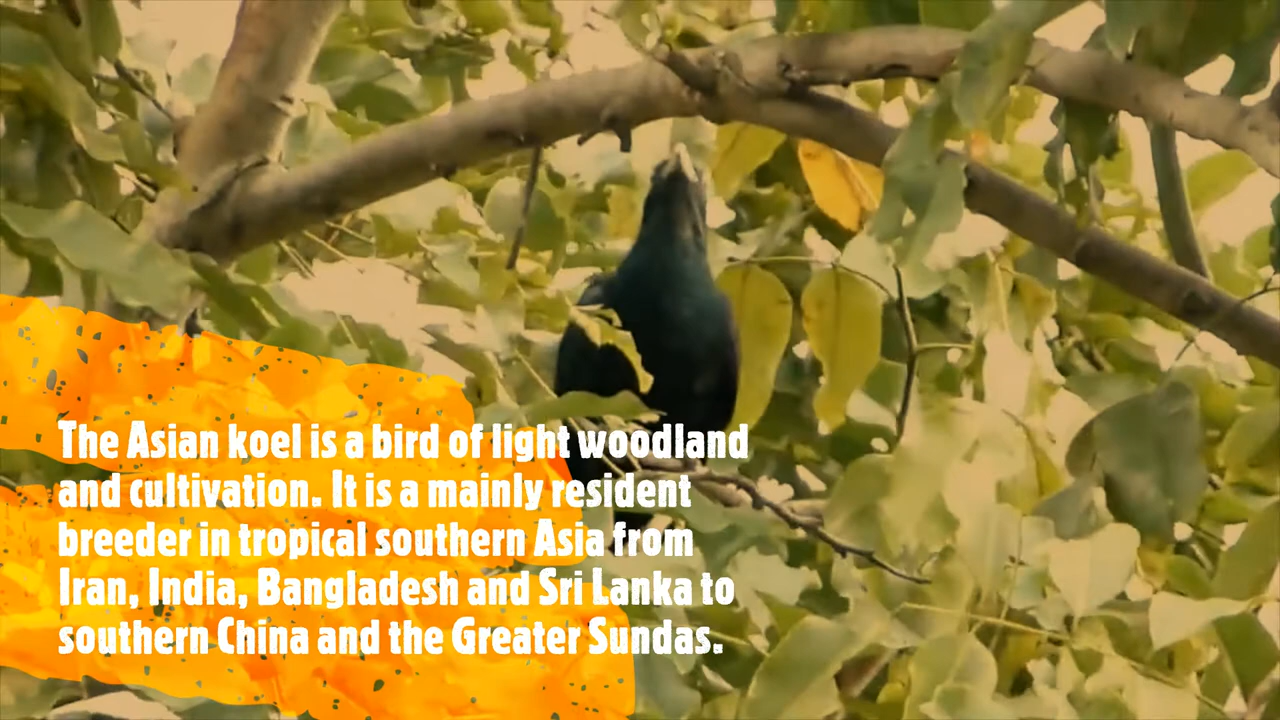 The Asian koel is a bird of light woodland
and cultivation. It is a mainly resident
breeder in tropical southern Asia from
Iran, India, Bangladesh and Sri Lanka to
southern China and the Greater Sundas.